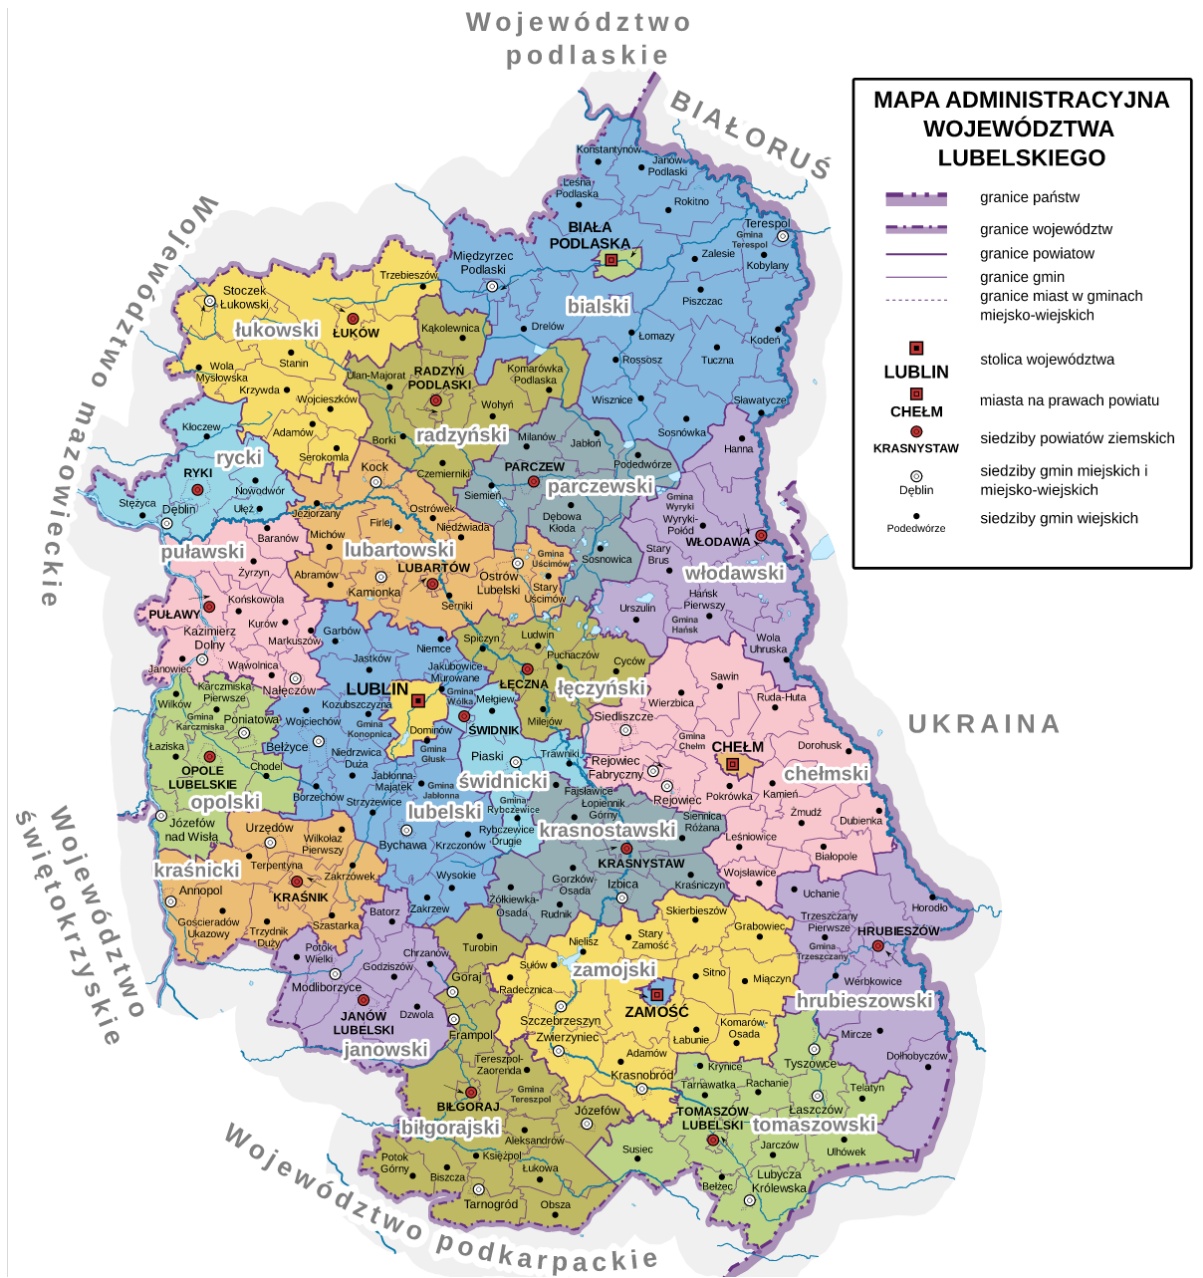 Województwo
podlaskie
BIAŁORUŚ
Województwo mazowieckie
Województwo
świętokrzyskie
Województwo podkarpackie
UKRAINA
MAPA ADMINISTRACYJNA
WOJEWÓDZTWA
LUBELSKIEGO
granice państw
granice województw
granice powiatow
granice gmin
granice miast w gminach
miejsko-wiejskich
stolica województwa
LUBLIN
miasta na prawach powiatu
CHEŁM
siedziby powiatów ziemskich
KRASNYSTAW
siedziby gmin miejskich i
miejsko-wiejskich
Dęblin
siedziby gmin wiejskich
Podedwórze
Konstantynów
Janów
Podlaski
Leśna
Podlaska
Rokitno
BIAŁA
PODLASKA
Terespol
Gmina
Terespol
Zalesie
Kobylany
Międzyrzec
Podlaski
bialski
Piszczac
Drelów
Łomazy
Kodeń
Rossosz
Tuczna
Wisznice
Sławatycze
Sosnówka
Trzebieszów
Stoczek
Łukowski
łukowski
ŁUKÓW
Stanin
Wola
Mysłowska
Krzywda
Wojcieszków
Adamów
Serokomla
Kąkolewnica
RADZYŃ
PODLASKI
Ulan-Majorat
Komarówka
Podlaska
Wohyń
Borki
radzyński
Czemierniki
Kłoczew
rycki
RYKI
Nowodwór
Stężyca
Dęblin
Ułęż
Milanów
Jabłoń
PARCZEW
Podedwórze
parczewski
Siemień
Dębowa
Kłoda
Sosnowica
Hanna
Gmina
Wyryki
Wyryki-
Połód
WŁODAWA
Stary
Brus
włodawski
Hańsk
Pierwszy
Urszulin
Gmina
Hańsk
Wola
Uhruska
Kock
Jeziorzany
Ostrówek
Firlej
Niedźwiada
Michów
lubartowski
LUBARTÓW
Gmina
Uścimów
Abramów
Kamionka
Ostrów
Lubelski
Stary
Uścimów
Serniki
puławski
Baranów
Żyrzyn
PUŁAWY
Końskowola
Kurów
Kazimierz
Dolny
Markuszów
Janowiec
Wąwolnica
Nałęczów
Garbów
Niemce
Jastków
Jakubowice
Murowane
LUBLIN
Gmina
Wólka
Kozubszczyzna
Wojciechów
Gmina
Konopnica
Dominów
Gmina
Głusk
Bełżyce
Niedrzwica
Duża
Jabłonna-
Majątek
Gmina
Jabłonna
Borzechów
Strzyżewice
lubelski
Bychawa
Krzczonów
Wysokie
Zakrzew
Spiczyn
Ludwin
Puchaczów
Cyców
ŁĘCZNA
łęczyński
Milejów
Mełgiew
ŚWIDNIK
Piaski
Trawniki
świdnicki
Gmina
Rybczewice
Rybczewice
Drugie
Karczmiska
Pierwsze
Wilków
Gmina
Karczmiska
Poniatowa
Łaziska
OPOLE
LUBELSKIE
Chodel
opolski
Józefów
nad Wisłą
Sawin
Wierzbica
Ruda-Huta
Siedliszcze
Gmina
Chełm
CHEŁM
Dorohusk
Rejowiec
Fabryczny
chełmski
Rejowiec
Pokrówka
Kamień
Żmudź
Dubienka
Leśniowice
Białopole
Wojsławice
Fajsławice
Łopiennik
Górny
Siennica-
Różana
krasnostawski
KRASNYSTAW
Gorzków-
Osada
Izbica
Kraśniczyn
Żółkiewka-
Osada
Rudnik
Urzędów
Wilkołaz
Pierwszy
kraśnicki
Terpentyna
Zakrzówek
Annopol
KRAŚNIK
Gościeradów
Ukazowy
Trzydnik
Duży
Szastarka
Batorz
Potok
Wielki
Chrzanów
Godziszów
Modliborzyce
JANÓW
LUBELSKI
Dzwola
janowski
Turobin
Goraj
Frampol
Tereszpol-
Zaorenda
Gmina
Tereszpol
BIŁGORAJ
Józefów
biłgorajski
Aleksandrów
Potok
Górny
Księżpol
Biszcza
Łukowa
Tarnogród
Obsza
Skierbieszów
Nielisz
Stary
Zamość
Grabowiec
Sułów
zamojski
Sitno
Miączyn
Radecznica
Szczebrzeszyn
ZAMOŚĆ
Zwierzyniec
Łabunie
Komarów-
Osada
Adamów
Krasnobród
Uchanie
Horodło
Trzeszczany
Pierwsze
HRUBIESZÓW
Gmina
Trzeszczany
Werbkowice
hrubieszowski
Mircze
Dołhobyczów
Tyszowce
Krynice
Tarnawatka
Rachanie
Telatyn
Łaszczów
TOMASZÓW
LUBELSKI
tomaszowski
Susiec
Jarczów
Ulhówek
Bełżec
Lubycza
Królewska